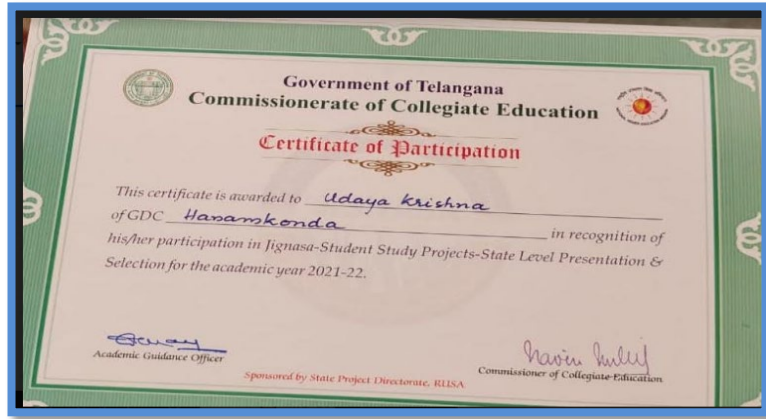 Government of Telangana
Commissionerate of Collegiate Education
Certificate of Participation
This certificate is awarded to Udaya Krishna
of GDC Hanamkonda in recognition of
his/her participation in Jignasa-Student Study Projects-State Level Presentation &
Selection for the academic year 2021-22.
Academic Guidance Officer
Commissioner of Collegiate Education
Sponsored by State Project Directorate, RUSA